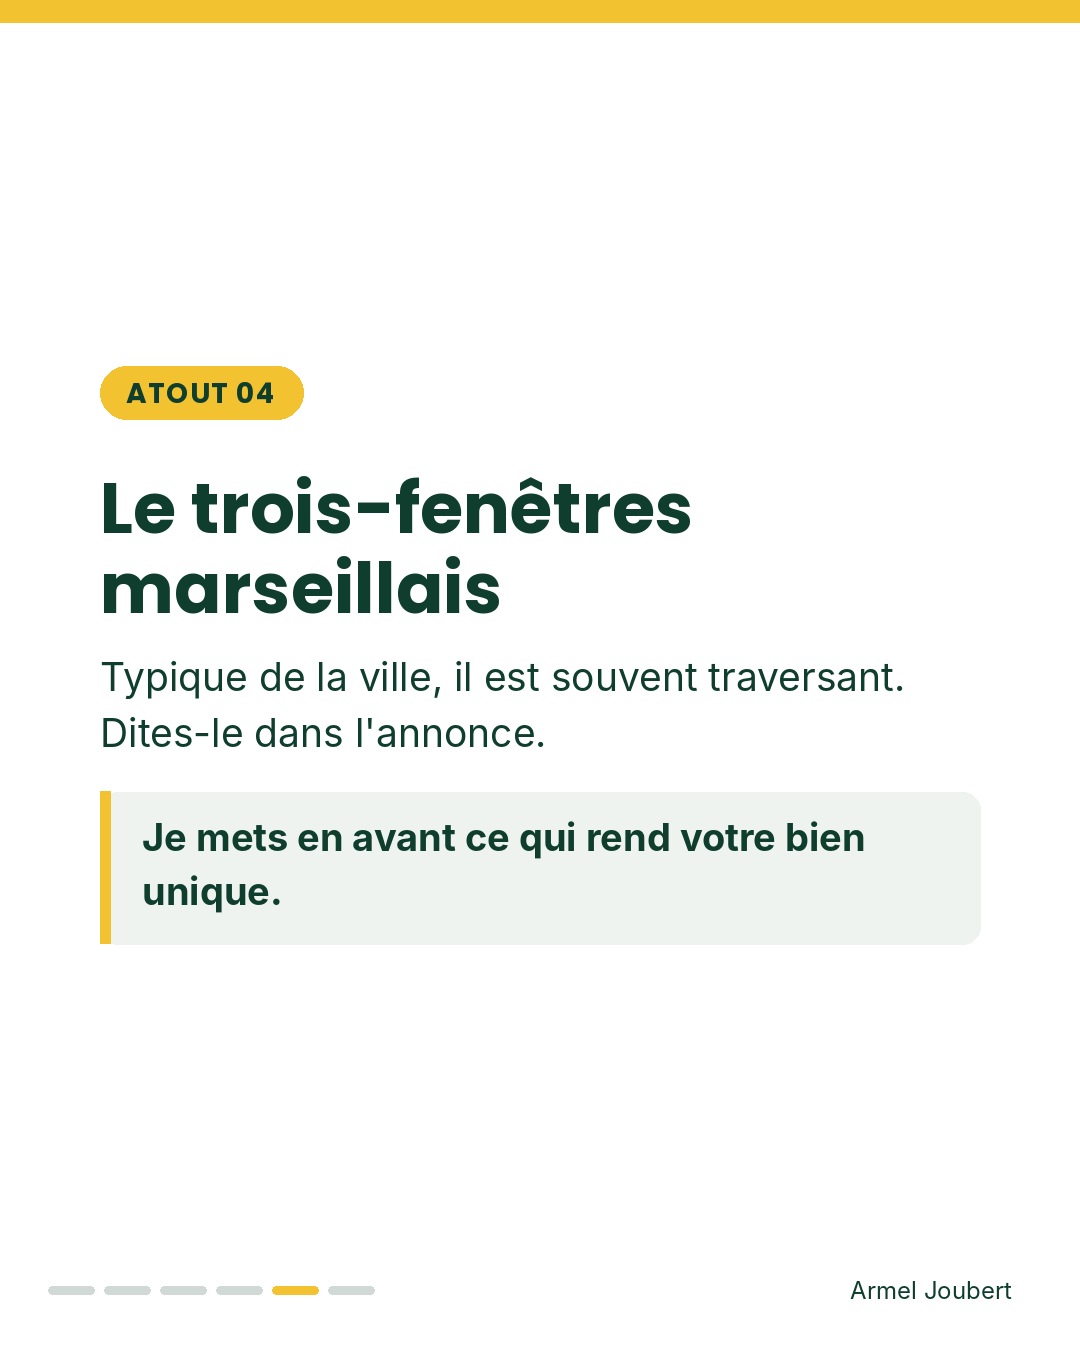 ATOUT 04
Le trois-fenêtres
marseillais
Typique de la ville, il est souvent traversant.
Dites-le dans l'annonce.
Je mets en avant ce qui rend votre bien
unique.
Armel Joubert